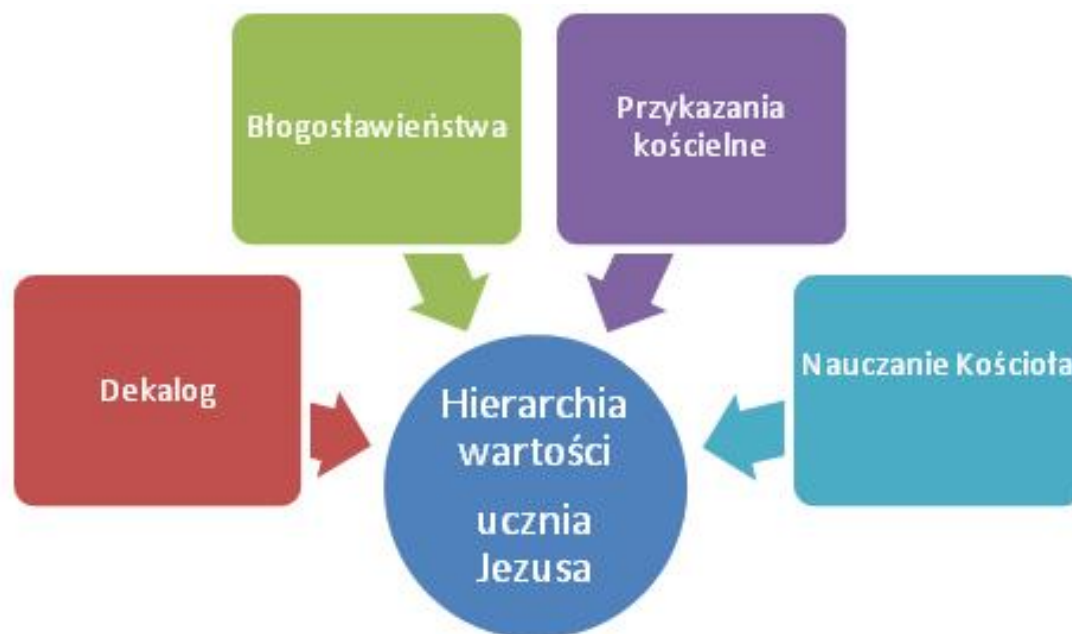 Błogosławieństwa
Przykazania
kościelne
Dekalog
Nauczanie Kościoła
Hierarchia
wartości
ucznia
Jezusa